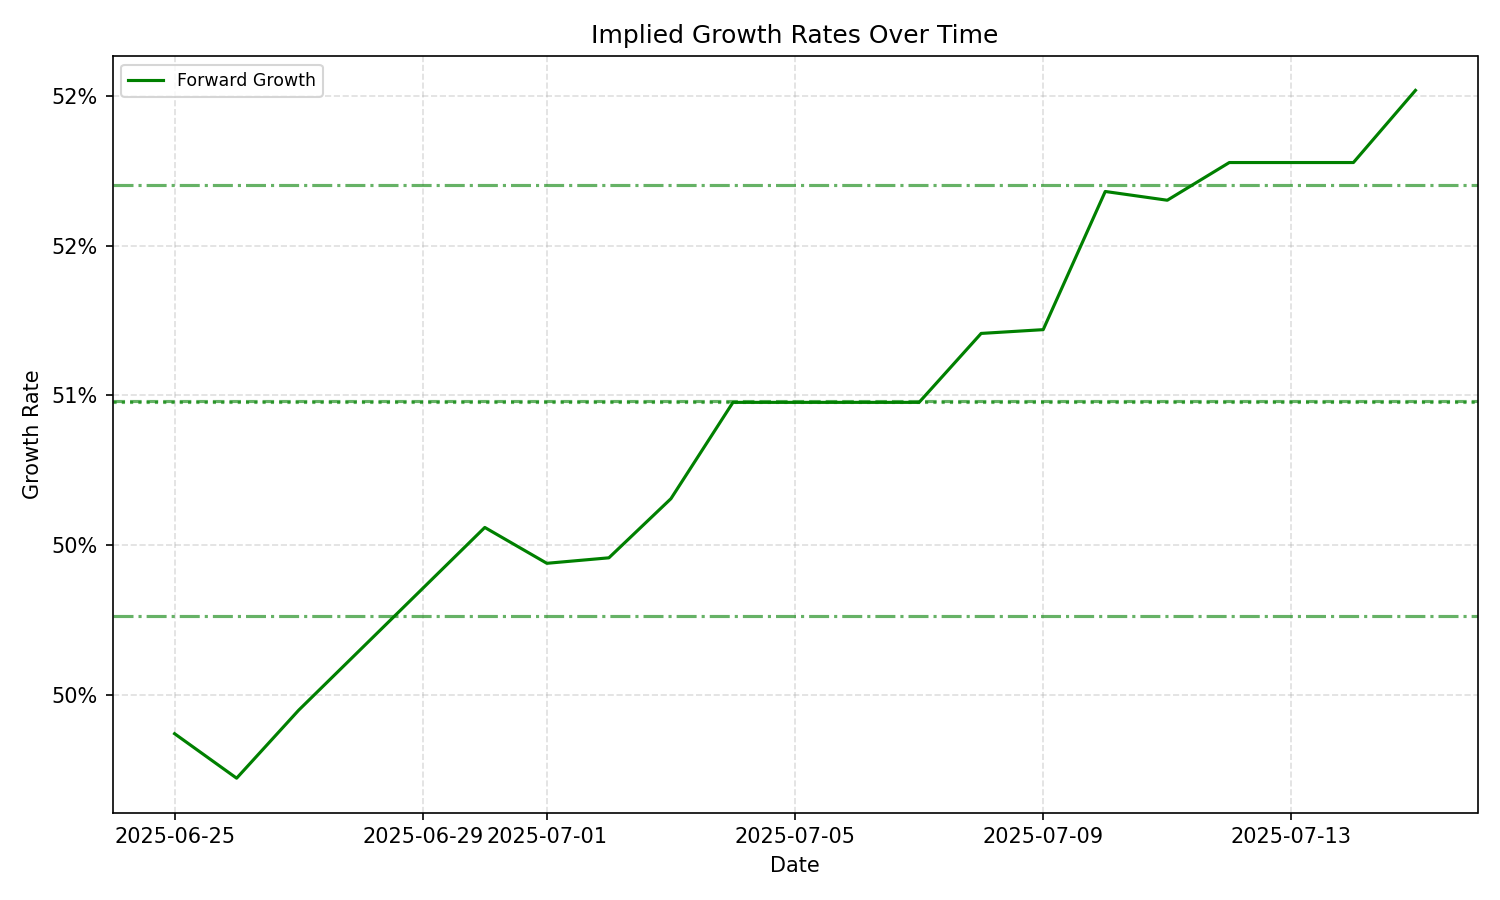 Implied Growth Rates Over Time
Forward Growth
52%
52%
51%
50%
50%
Growth Rate
2025-06-25 2025-06-29 2025-07-01 2025-07-05 2025-07-09 2025-07-13
Date